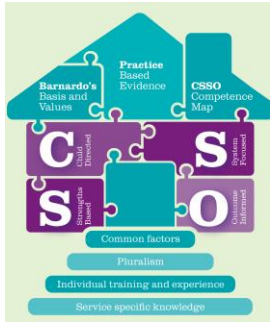 Practice
Based
Evidence
Barnardo's
Basis and
Values
CSSO
Competence
Map
C
Child
Directed
S
System
Focused
S
Strengths
Based
O
Outcome
Informed
Common factors
Pluralism
Individual training and experience
Service specific knowledge